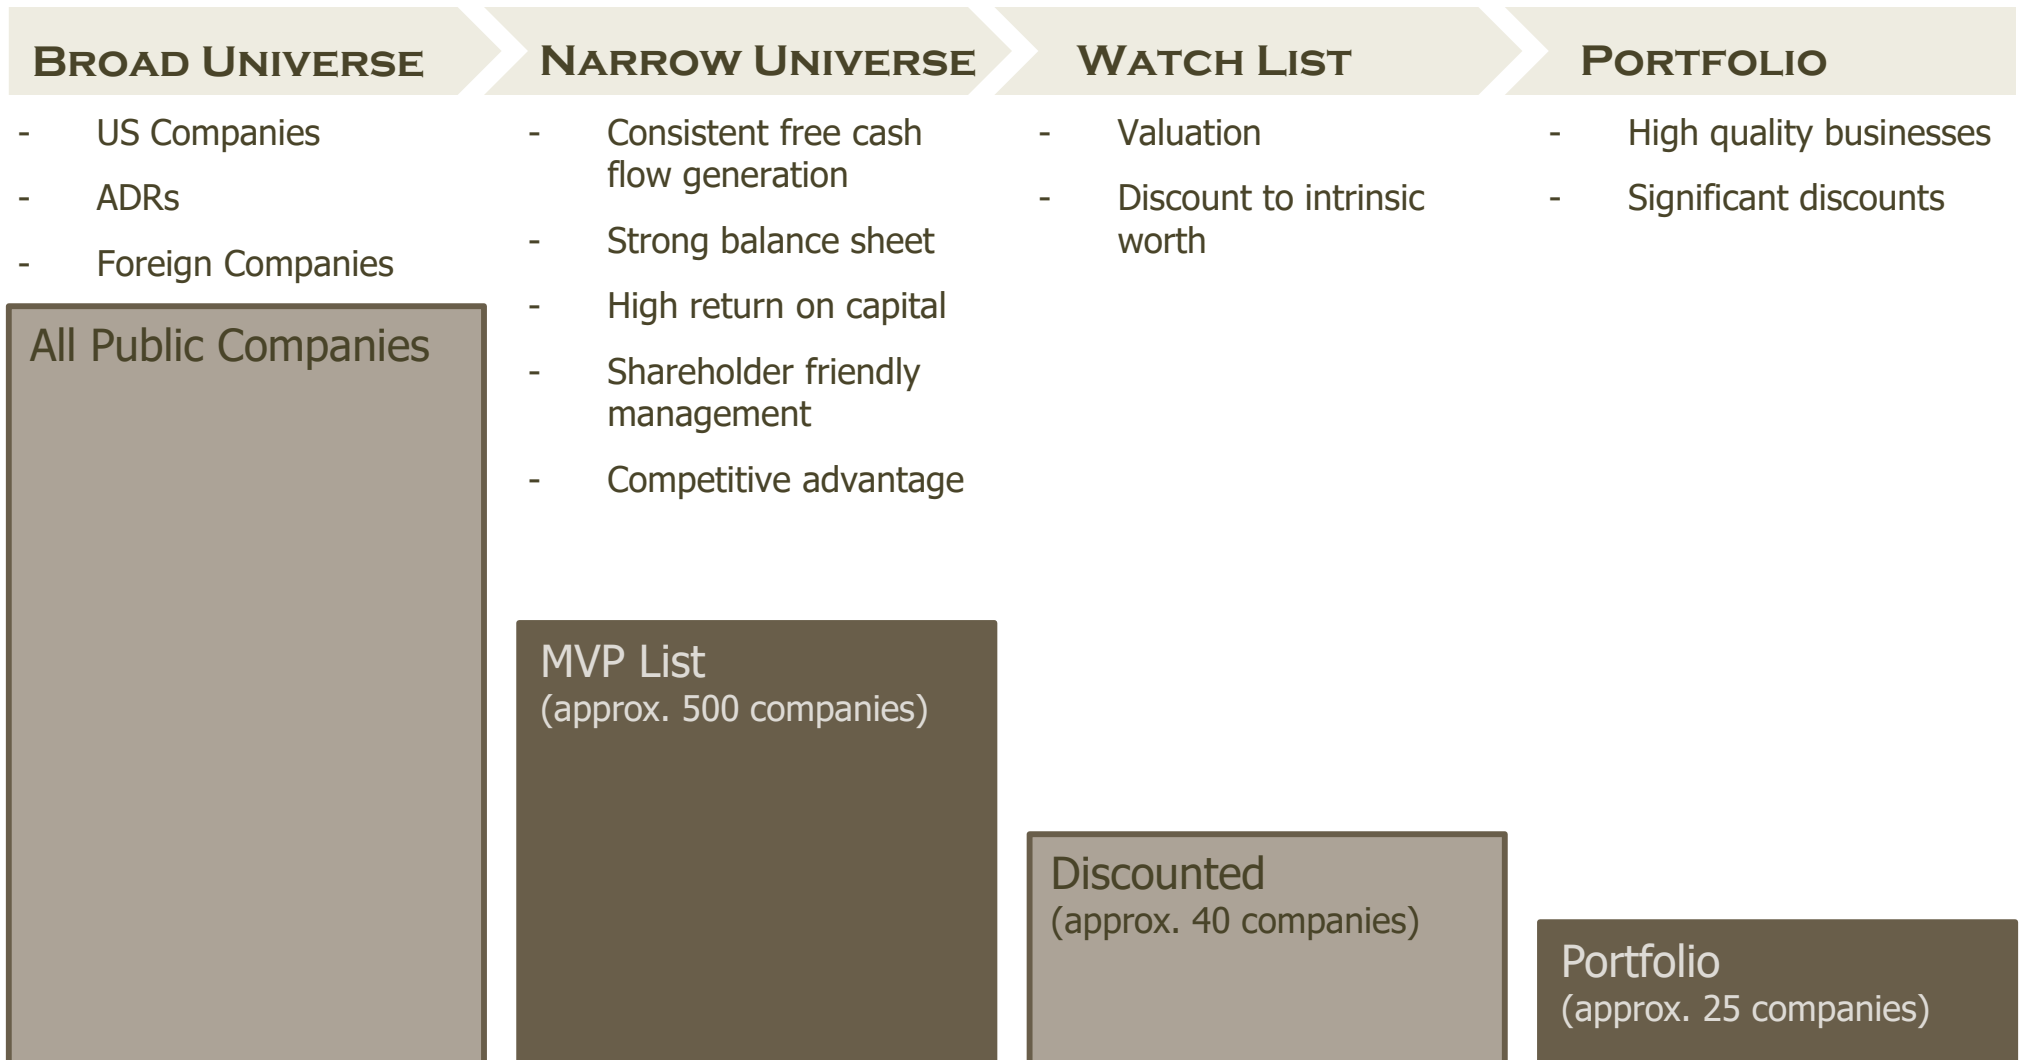 BROAD UNIVERSE
- US Companies
- ADRs
- Foreign Companies
All Public Companies
NARROW UNIVERSE
- Consistent free cash
flow generation
- Strong balance sheet
- High return on capital
- Shareholder friendly
management
- Competitive advantage
MVP List
(approx. 500 companies)
WATCH LIST
- Valuation
- Discount to intrinsic
worth
Discounted
(approx. 40 companies)
PORTFOLIO
- High quality businesses
- Significant discounts
Portfolio
(approx. 25 companies)